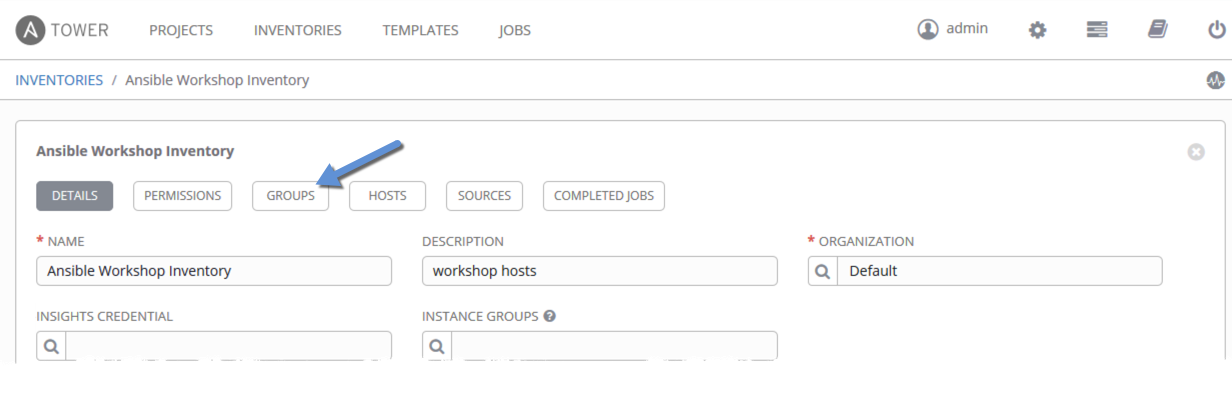 A TOWER PROJECTS INVENTORIES TEMPLATES JOBS admin
INVENTORIES / Ansible Workshop Inventory
Ansible Workshop Inventory
DETAILS PERMISSIONS GROUPS HOSTS SOURCES COMPLETED JOBS
* NAME DESCRIPTION * ORGANIZATION
Ansible Workshop Inventory workshop hosts Default
INSIGHTS CREDENTIAL INSTANCE GROUPS ?